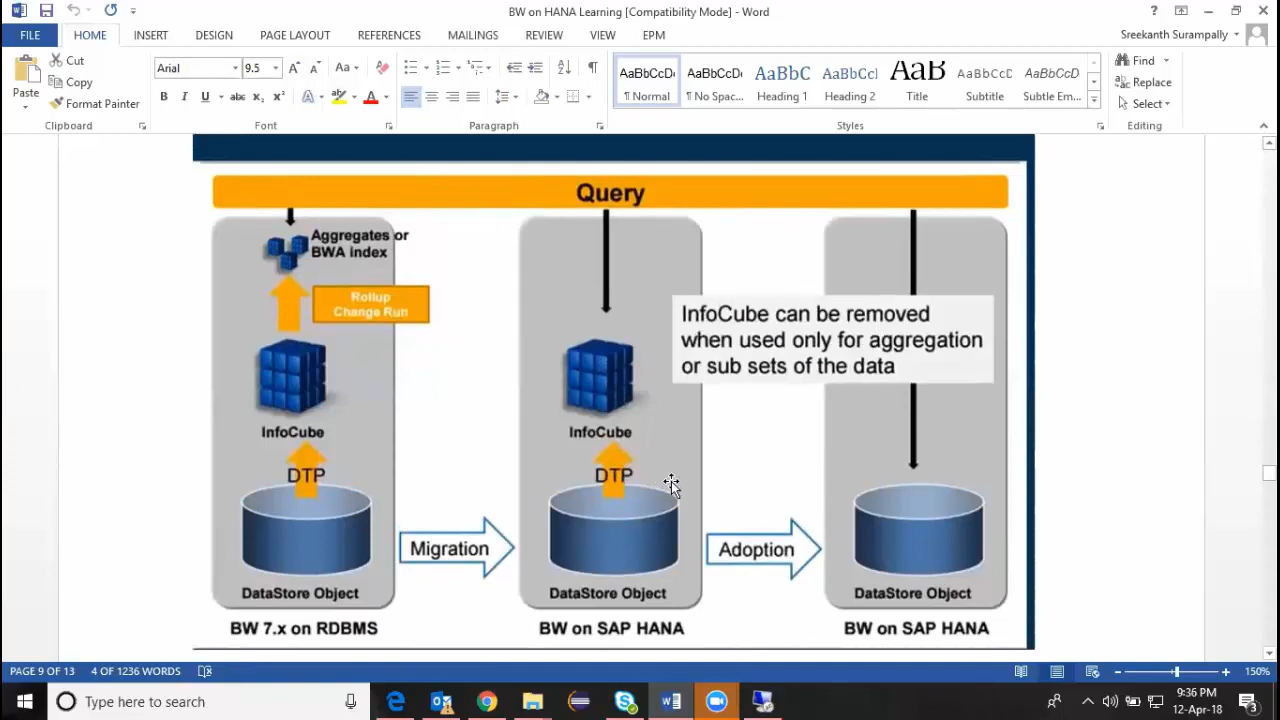 BW on HANA Learning [Compatibility Mode] - Word
FILE
HOME
INSERT
DESIGN
PAGE LAYOUT
REFERENCES
MAILINGS
REVIEW
VIEW
EPM
Sreekanth Surampally
Paste
Cut
Copy
Format Painter
Clipboard
Arial
9.5
Font
Paragraph
AaBbCcDı
¶ Normal
AaBbCcDı
¶ No Spac...
AaBbC
Heading 1
AaBbCc
Heading 2
AaB
Title
AaBbCcD
Subtitle
AaBbCcDı
Subtle Em...
Styles
Find
Replace
Select
Editing
Query
Aggregates or
BWA index
Rollup
Change Run
InfoCube
DTP
DataStore Object
BW 7.x on RDBMS
Migration
InfoCube
DTP
DataStore Object
BW on SAP HANA
Adoption
InfoCube can be removed
when used only for aggregation
or sub sets of the data
DataStore Object
BW on SAP HANA
PAGE 9 OF 13
4 OF 1236 WORDS
150%
Type here to search
9:36 PM
12-Apr-18
3